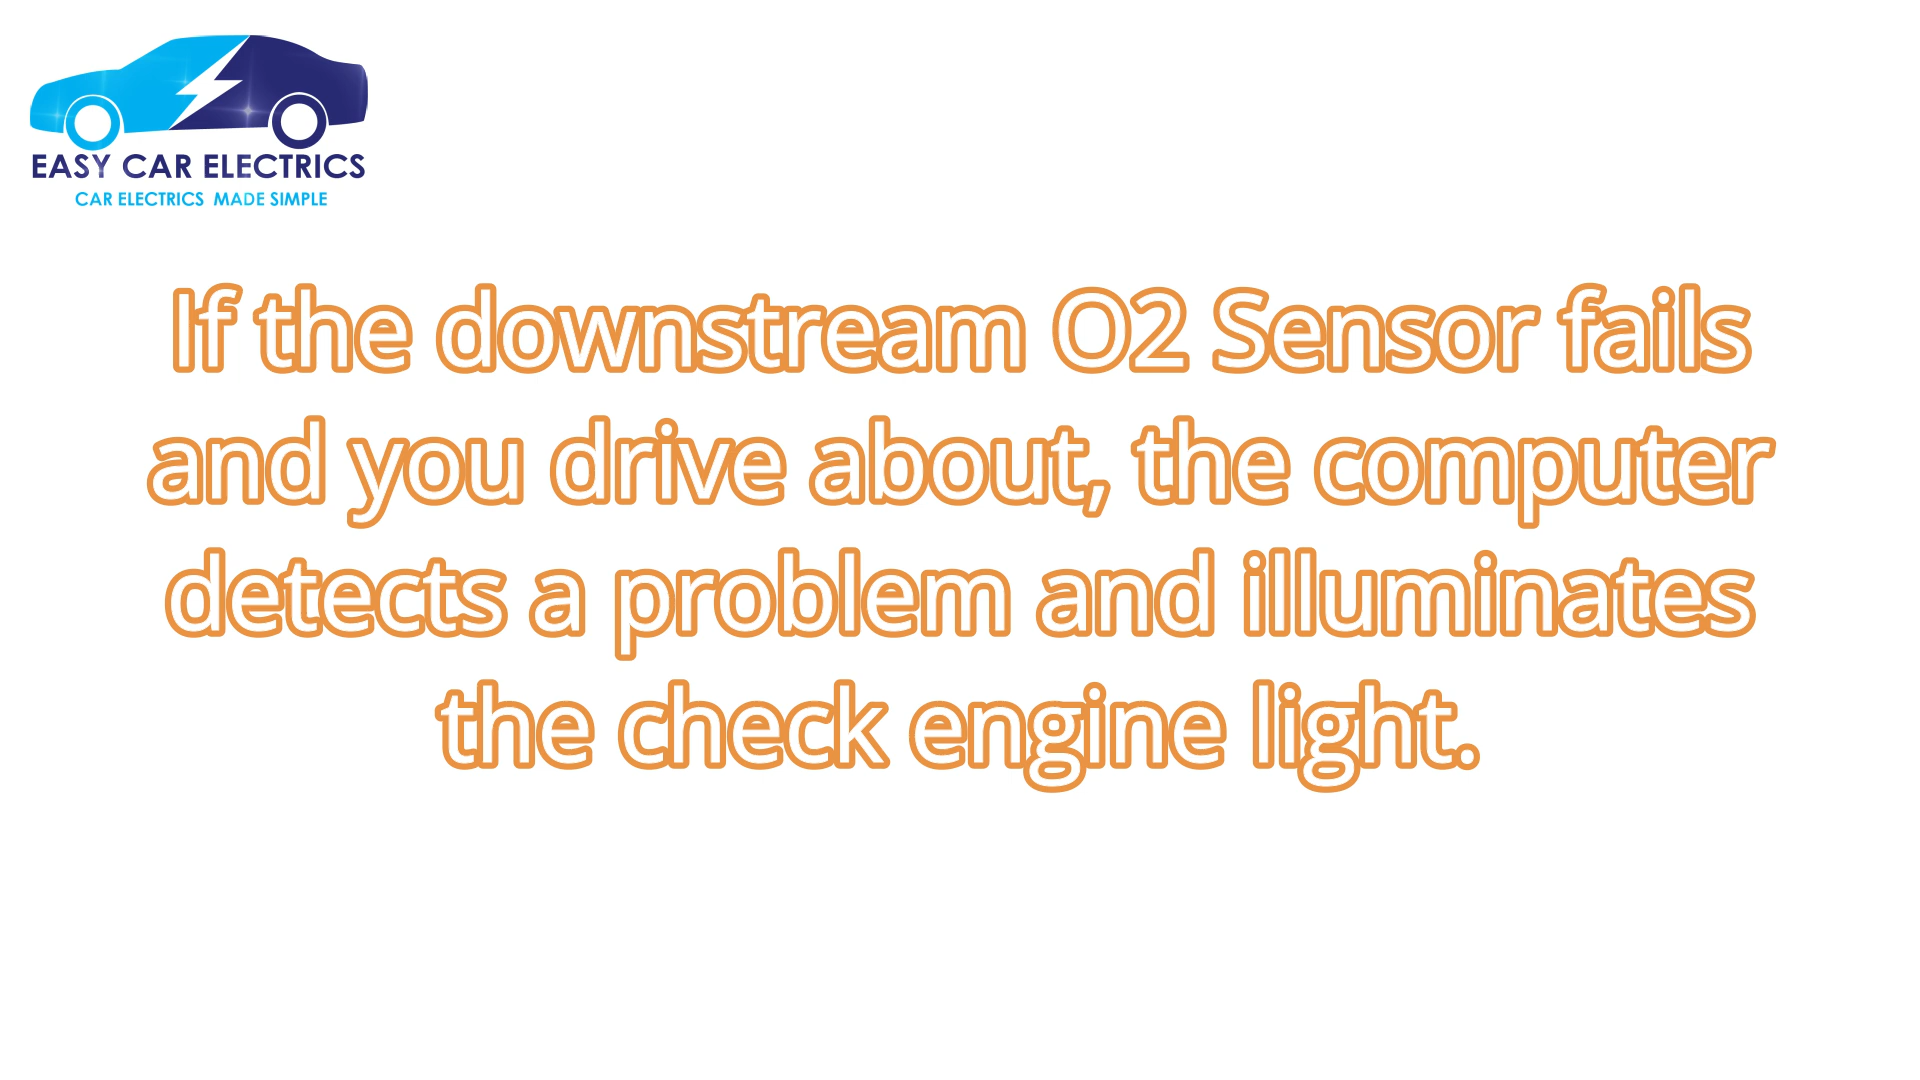 EASY CAR ELECTRICS
CAR ELECTRICS MADE SIMPLE
If the downstream O2 Sensor fails
and you drive about, the computer
detects a problem and illuminates
the check engine light.